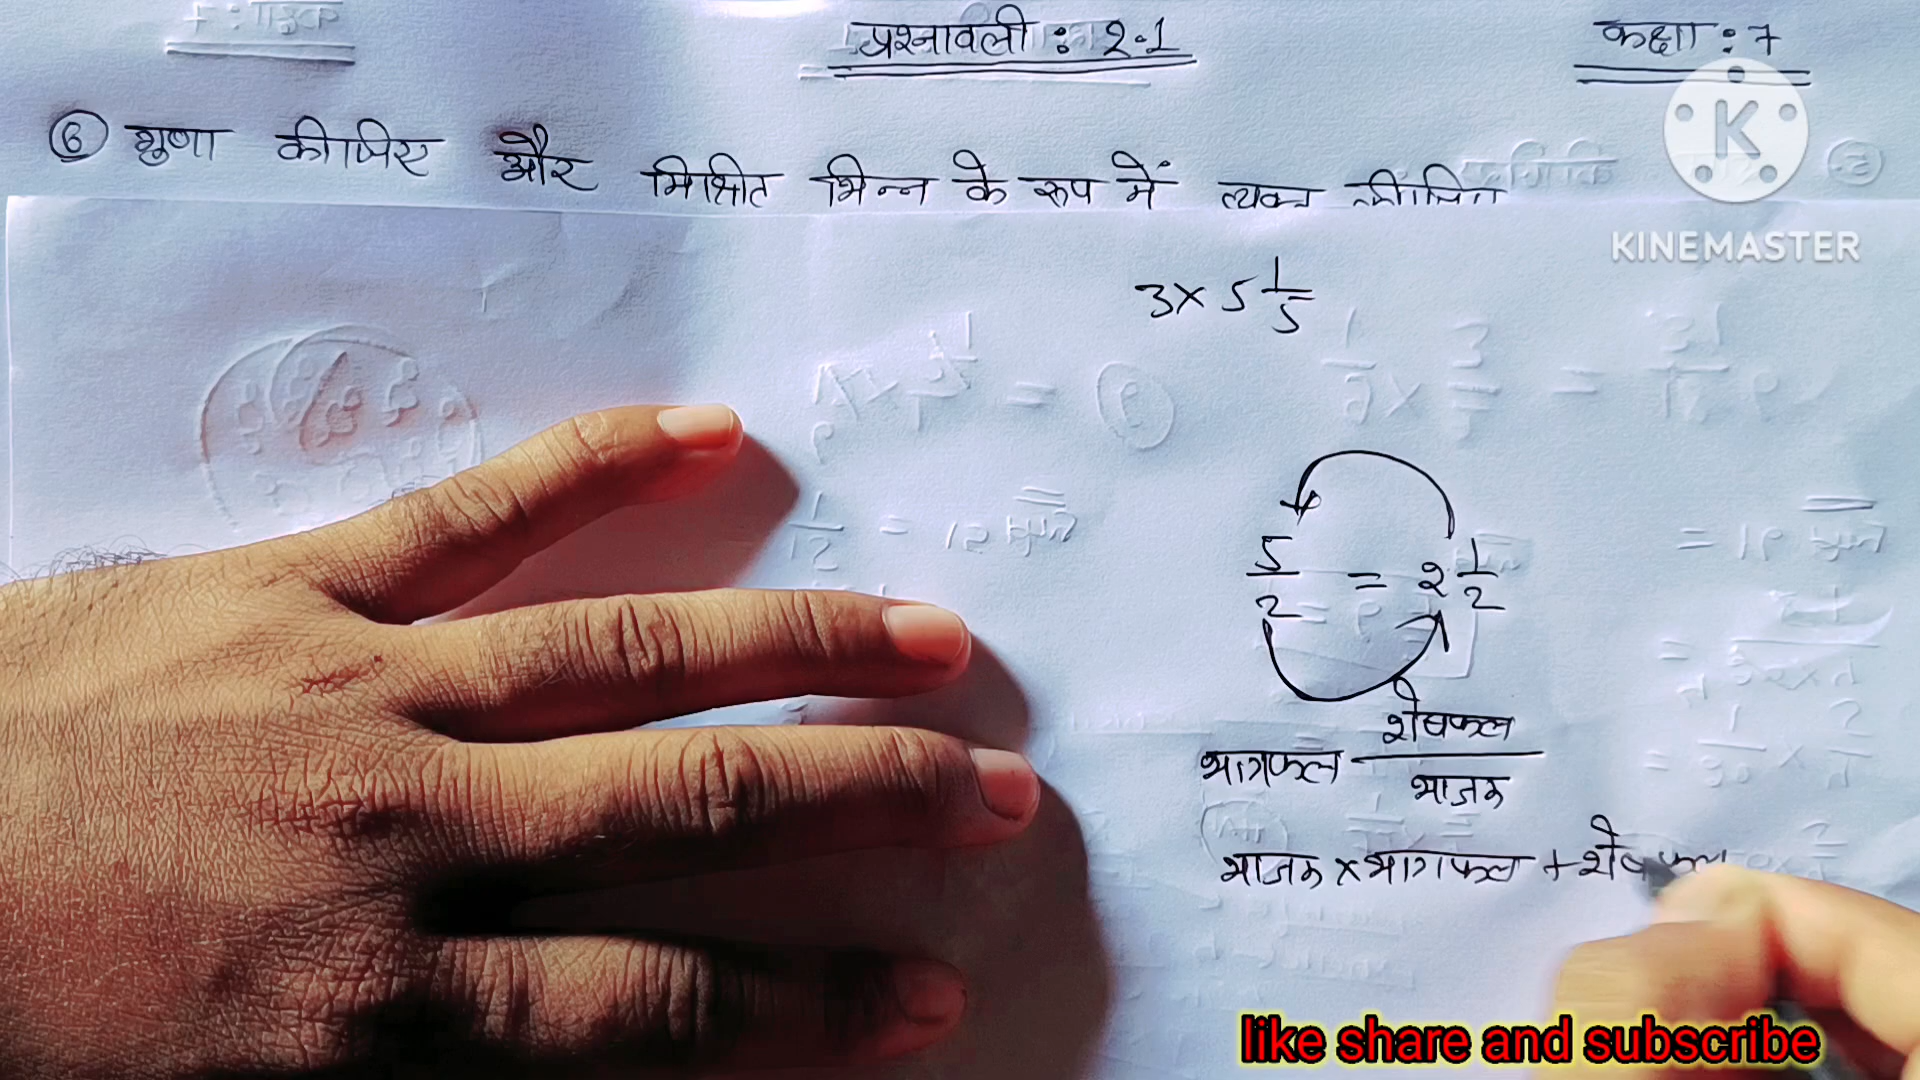 प्रश्नावली : 2.1
कक्षा : 7
⑥ गुणा कीजिए और मिश्रित भिन्न के रूप में व्यक्त कीजिए
K
KINEMASTER
3 × 5 1/5
5/2 = 2 1/2
भागफल शेषफल/भाजक
भाजक × भागफल + शेषफल
like share and subscribe